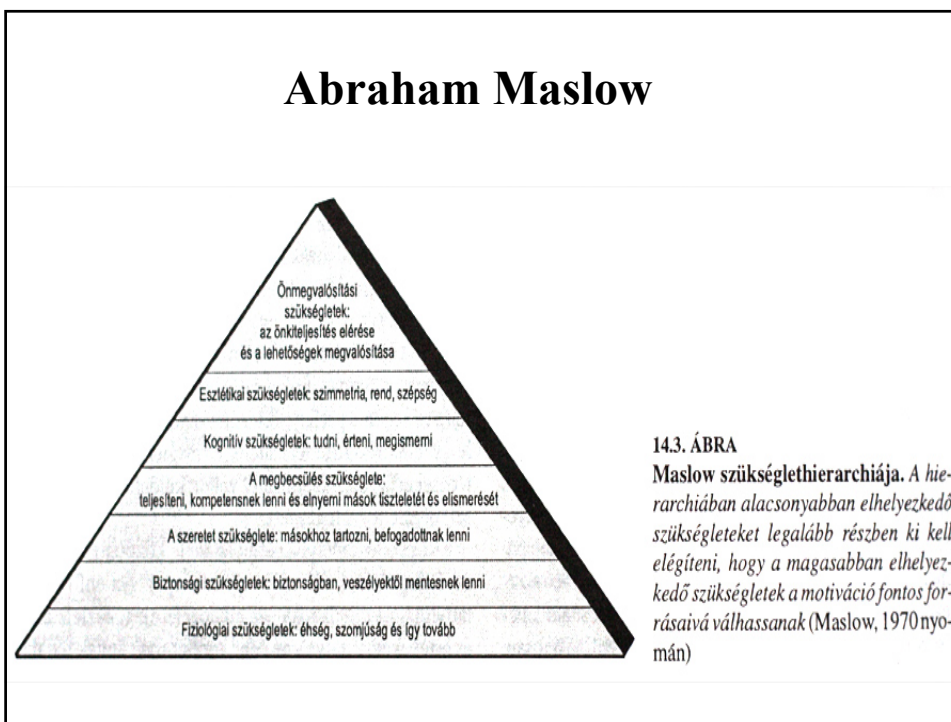 Abraham Maslow
Önmegvalósítási
szükségletek:
az önkiteljesítés elérése
és a lehetőségek megvalósítása
Esztétikai szükségletek: szimmetria, rend, szépség
Kognitív szükségletek: tudni, érteni, megismerni
A megbecsülés szükséglete:
teljesíteni, kompetensnek lenni és elnyerni mások tiszteletét és elismerését
A szeretet szükséglete: másokhoz tartozni, befogadottnak lenni
Biztonsági szükségletek: biztonságban, veszélyektől mentesnek lenni
Fiziológiai szükségletek: éhség, szomjúság és így tovább
14.3. ÁBRA
Maslow szükséglethierarchiája. A hie-
rarchiában alacsonyabban elhelyezkedő
szükségleteket legalább részben ki kell
elégíteni, hogy a magasabban elhelyez-
kedő szükségletek a motiváció fontos for-
rásaivá válhassanak (Maslow, 1970 nyo-
mán)